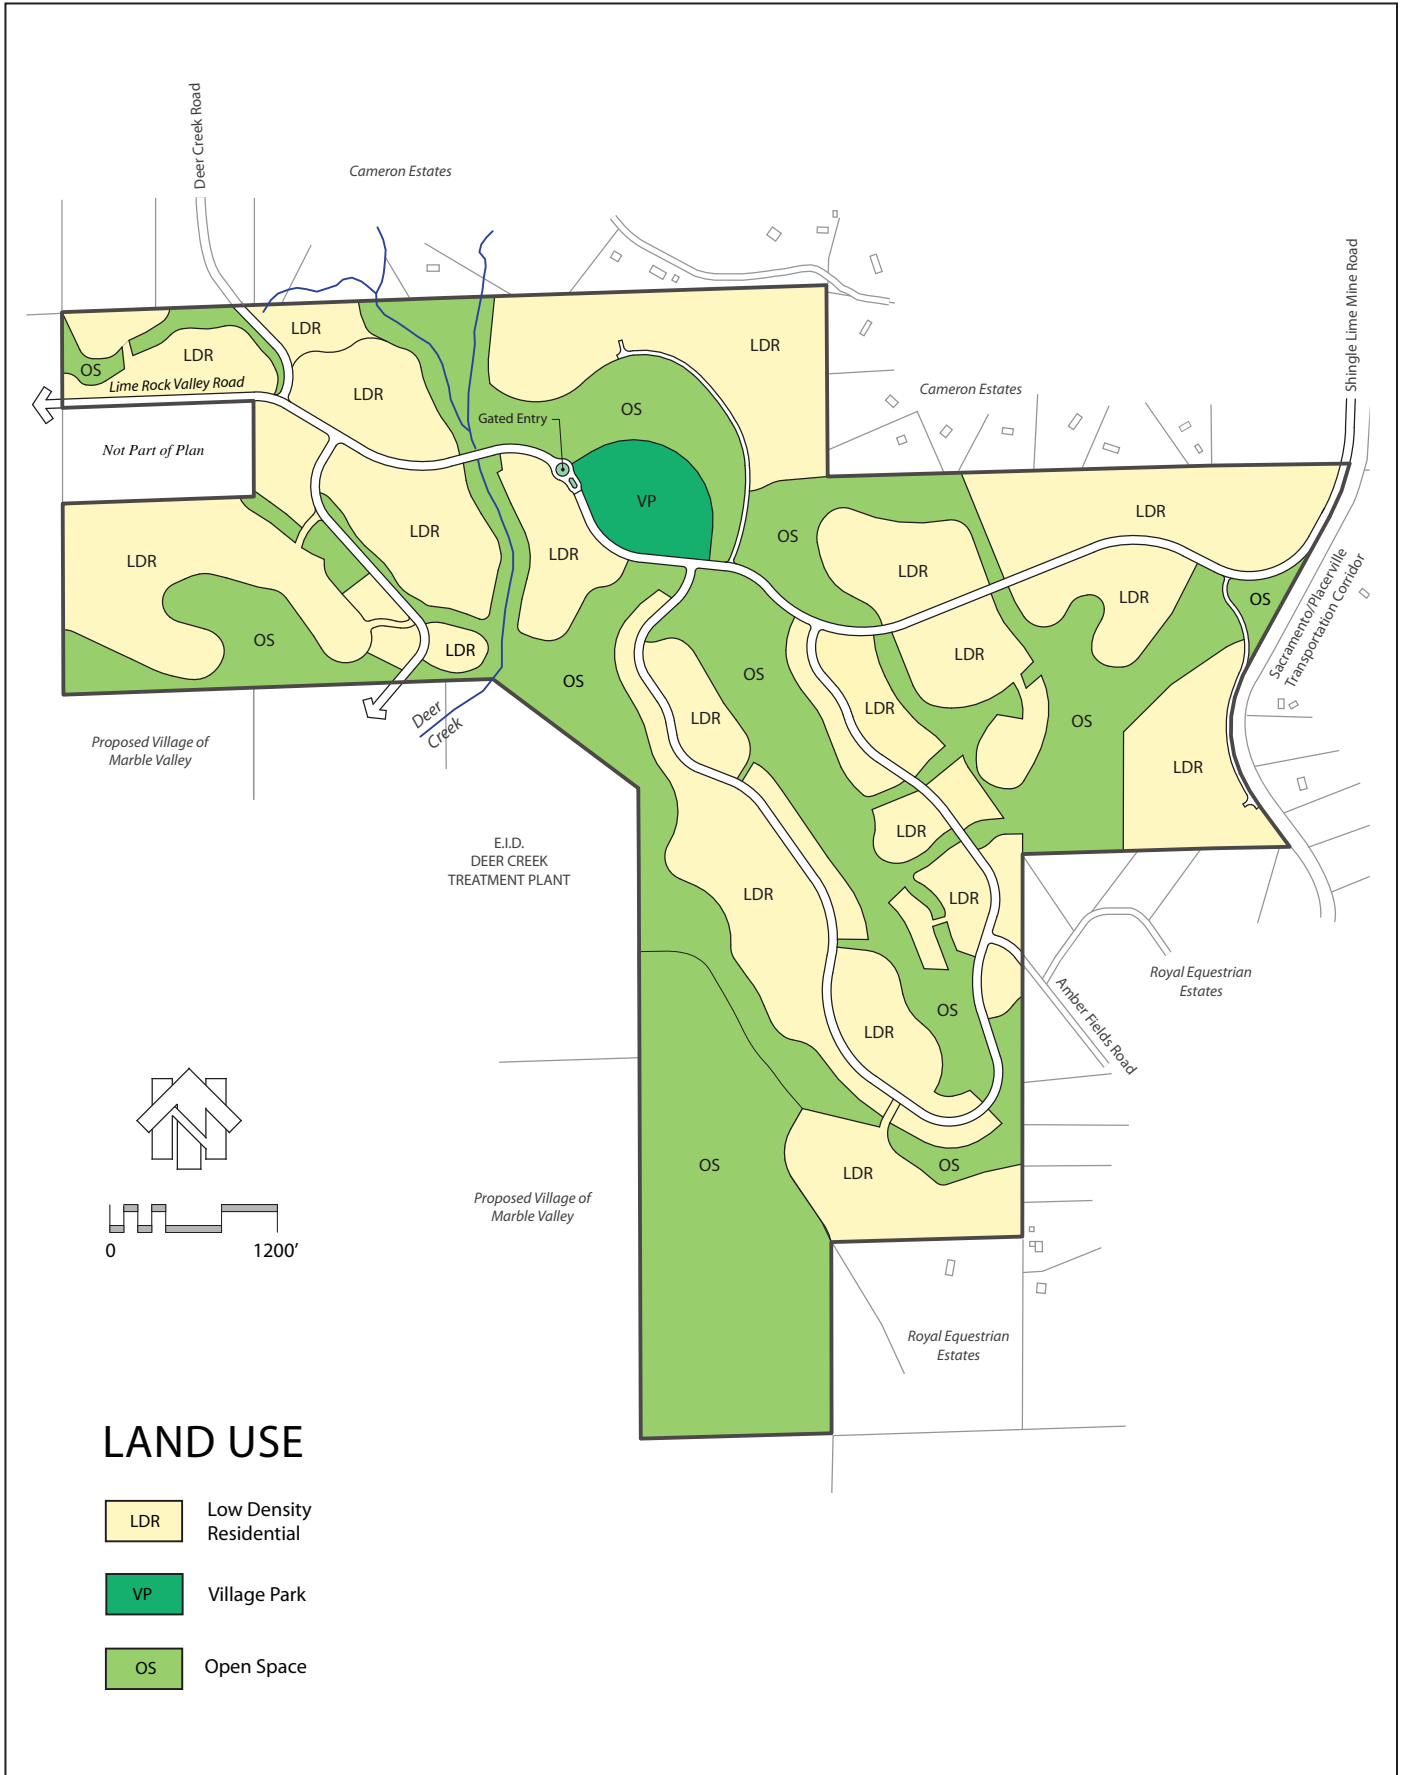 Deer Creek Road
Cameron Estates
Shingle Lime Mine Road
LDR
LDR
LDR
OS
LDR
Lime Rock Valley Road
LDR
Cameron Estates
OS
Gated Entry
Not Part of Plan
VP
LDR
LDR
OS
LDR
LDR
LDR
LDR
OS
Sacramento/Placerville
Transportation Corridor
OS
LDR
LDR
OS
OS
LDR
LDR
OS
Deer
Creek
Proposed Village of
Marble Valley
LDR
LDR
E.I.D.
DEER CREEK
TREATMENT PLANT
LDR
LDR
Royal Equestrian
Estates
Amber Fields Road
OS
LDR
N
OS
LDR
OS
Proposed Village of
Marble Valley
0
1200'
Royal Equestrian
Estates
LAND USE
LDR
Low Density
Residential
VP
Village Park
OS
Open Space